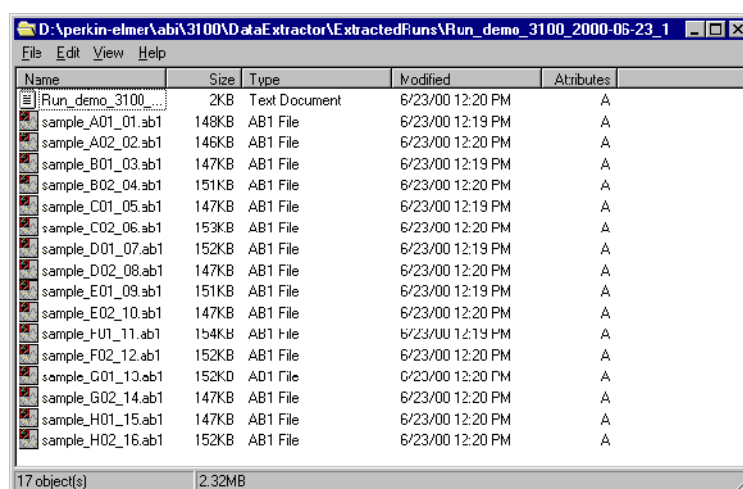 D:\perkin-elmer\abi\3100\DataExtractor\ExtractedRuns\Run_demo_3100_2000-06-23_1
File Edit View Help
Name Size Type Modified Attributes
Run_demo_3100_... 2KB Text Document 6/23/00 12:20 PM A
sample_A01_01.ab1 148KB AB1 File 6/23/00 12:19 PM A
sample_A02_02.ab1 146KB AB1 File 6/23/00 12:20 PM A
sample_B01_03.ab1 147KB AB1 File 6/23/00 12:19 PM A
sample_B02_04.ab1 151KB AB1 File 6/23/00 12:20 PM A
sample_C01_05.ab1 147KB AB1 File 6/23/00 12:19 PM A
sample_C02_06.ab1 153KB AB1 File 6/23/00 12:20 PM A
sample_D01_07.ab1 152KB AB1 File 6/23/00 12:19 PM A
sample_D02_08.ab1 147KB AB1 File 6/23/00 12:20 PM A
sample_E01_09.ab1 151KB AB1 File 6/23/00 12:19 PM A
sample_E02_10.ab1 147KB AB1 File 6/23/00 12:20 PM A
sample_F01_11.ab1 154KB AB1 File 6/23/00 12:19 PM A
sample_F02_12.ab1 152KB AB1 File 6/23/00 12:20 PM A
sample_G01_13.ab1 152KB AB1 File 6/23/00 12:20 PM A
sample_G02_14.ab1 147KB AB1 File 6/23/00 12:20 PM A
sample_H01_15.ab1 147KB AB1 File 6/23/00 12:20 PM A
sample_H02_16.ab1 152KB AB1 File 6/23/00 12:20 PM A
17 object(s) 2.32MB